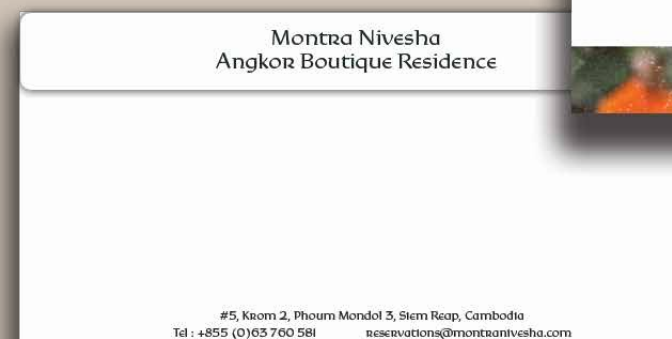 Montra Nivesha
Angkor Boutique Residence
#5, Krom 2, Phoum Mondol 3, Siem Reap, Cambodia
Tel : +855 (0)63 760 581 reservations@montranivesha.com